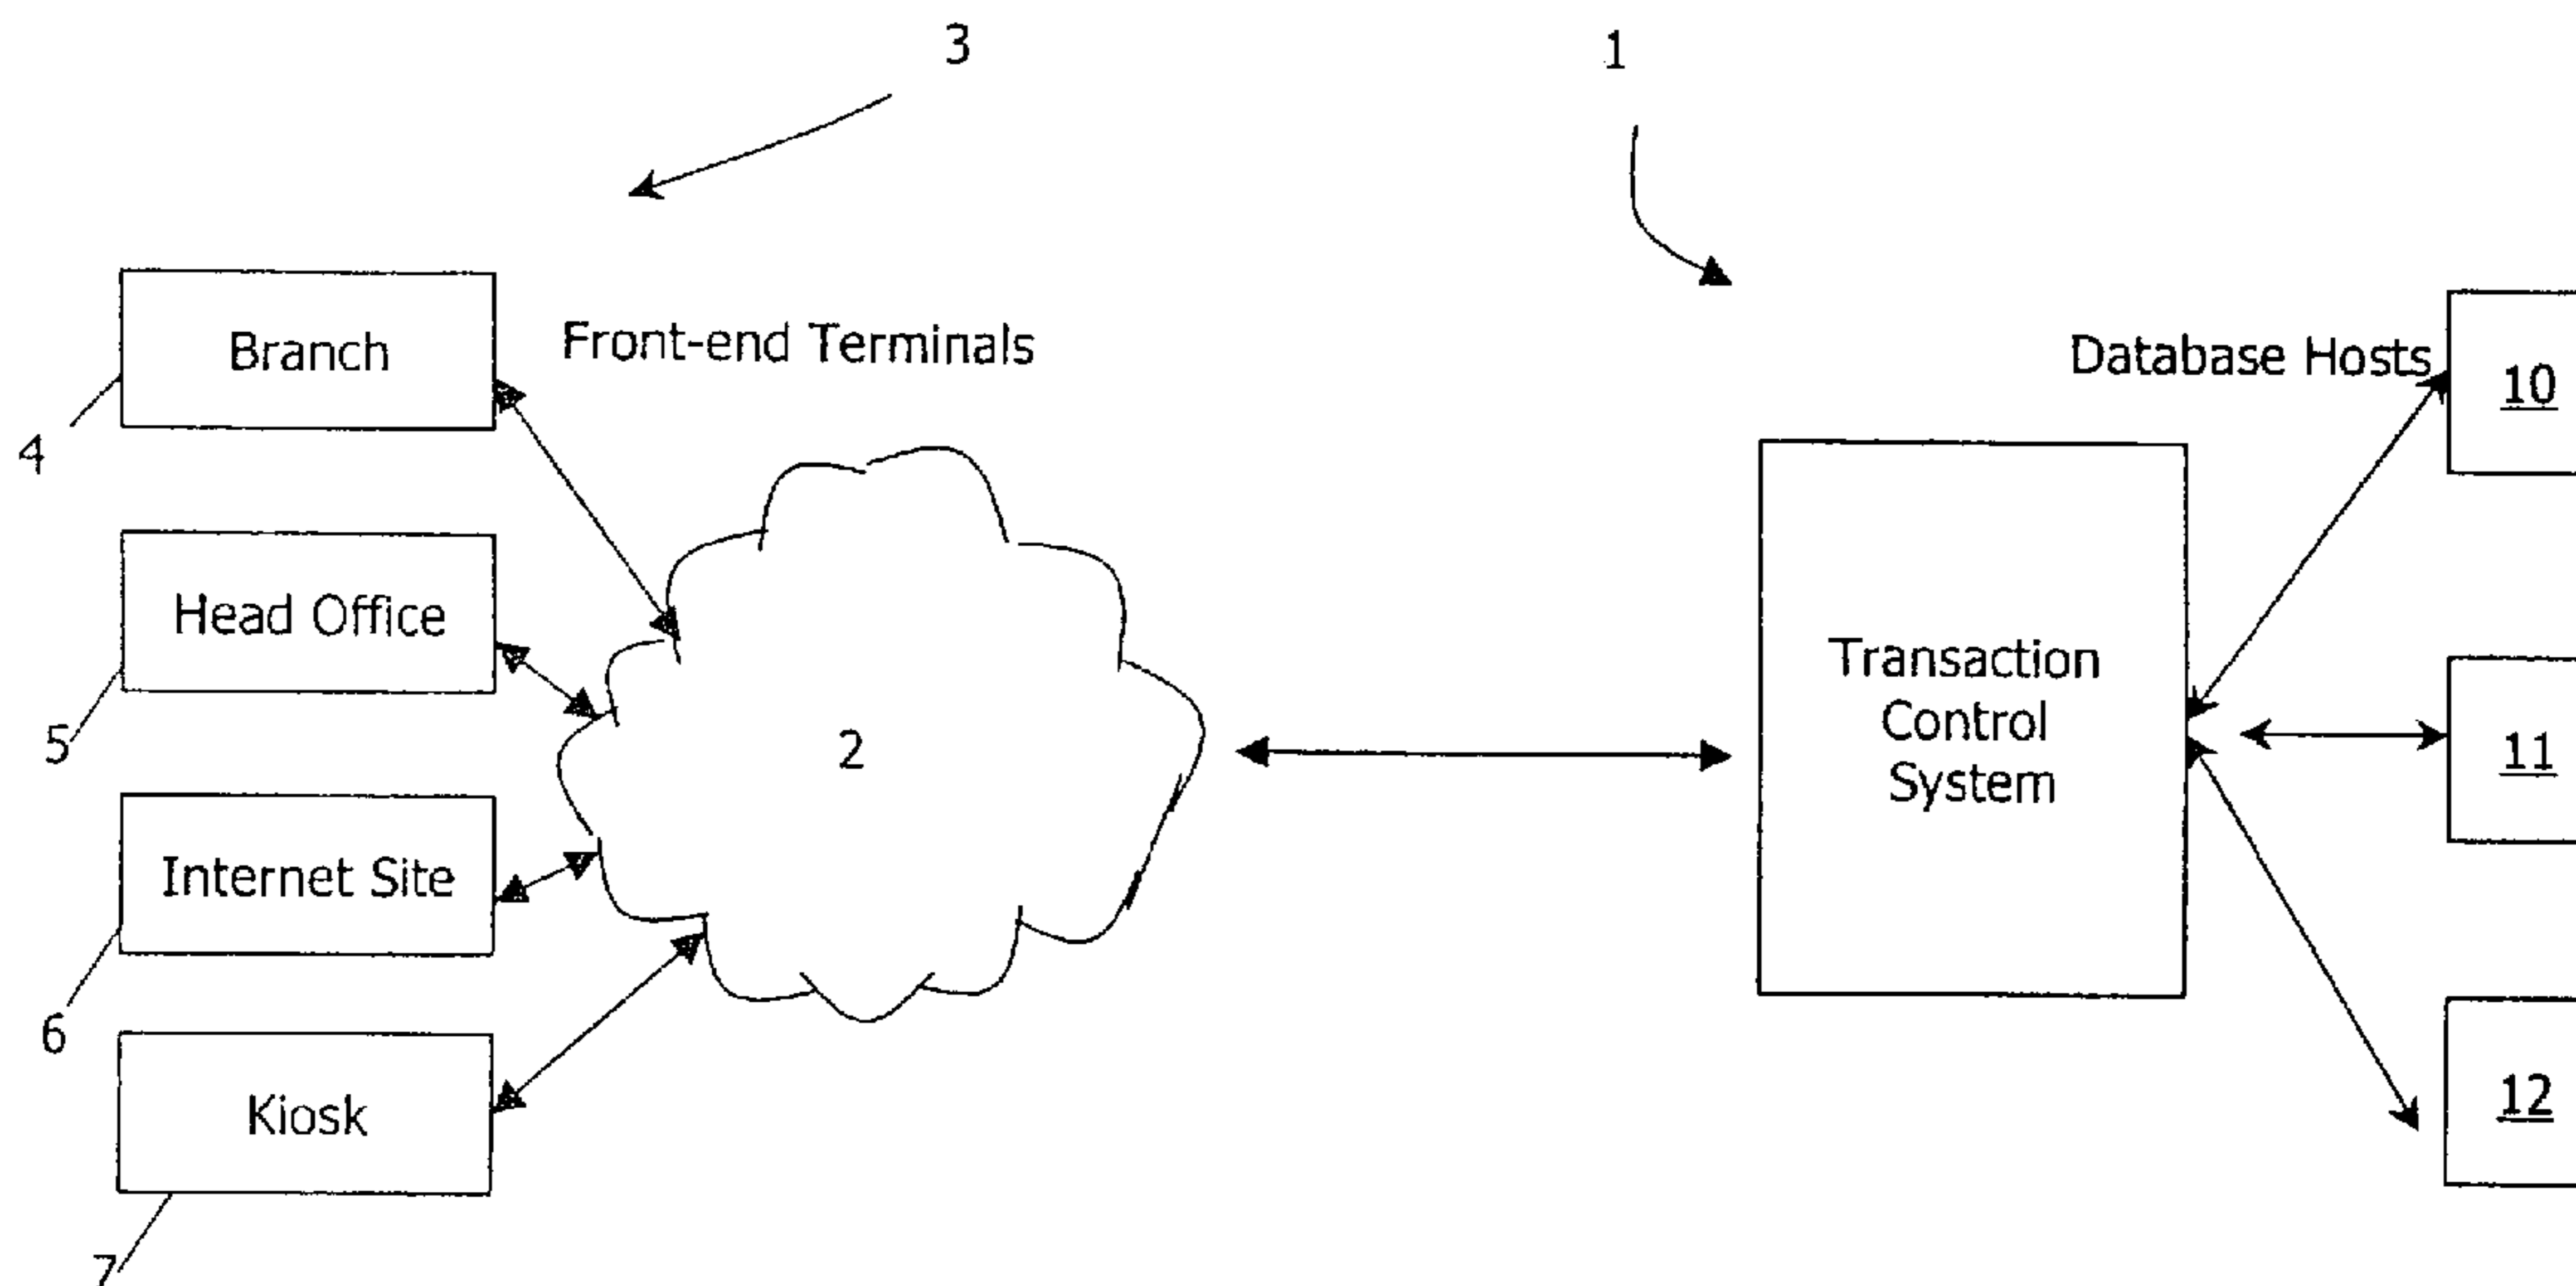 3
1
Branch
Front-end Terminals
Database Hosts
10
4
Head Office
Transaction
Control
System
5
2
11
Internet Site
6
Kiosk
12
7